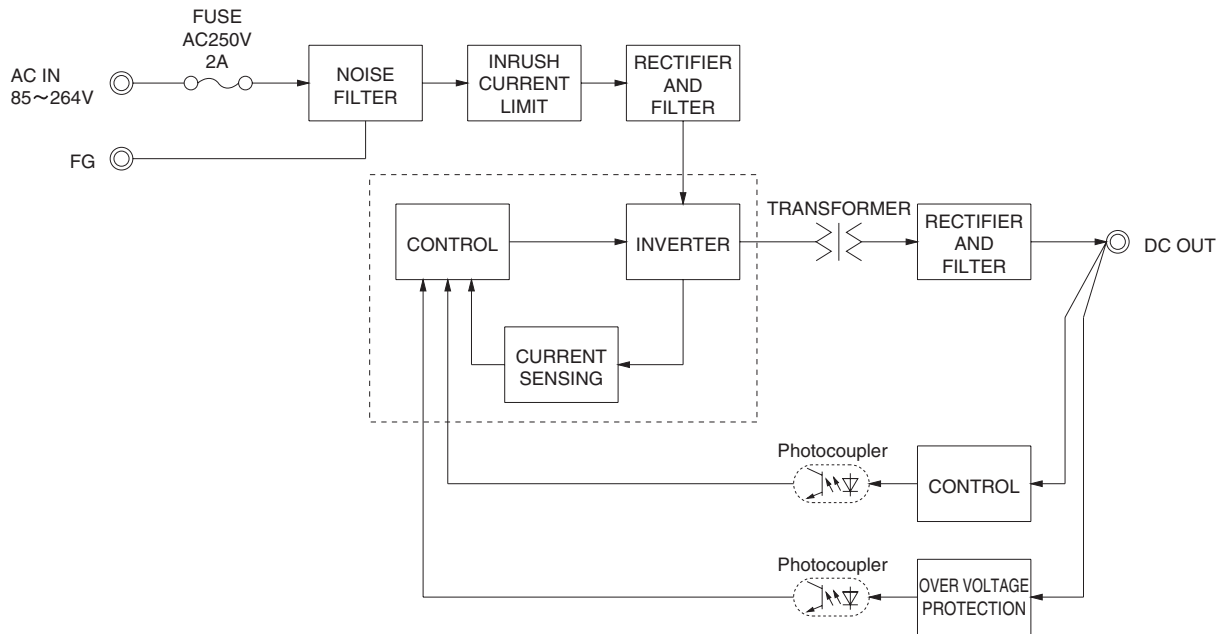 FUSE
AC250V
2A
AC IN
85～264V
NOISE
FILTER
INRUSH
CURRENT
LIMIT
RECTIFIER
AND
FILTER
FG
CONTROL
INVERTER
TRANSFORMER
RECTIFIER
AND
FILTER
DC OUT
CURRENT
SENSING
Photocoupler
CONTROL
Photocoupler
OVER VOLTAGE
PROTECTION